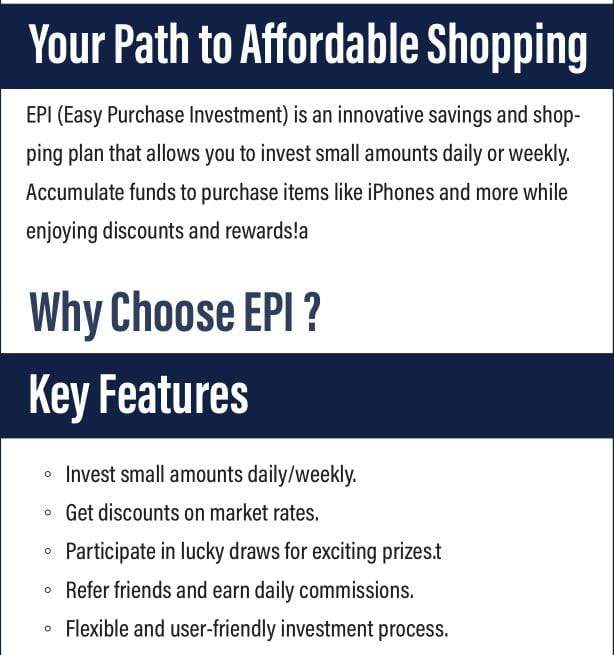 Your Path to Affordable Shopping
EPI (Easy Purchase Investment) is an innovative savings and shop-
ping plan that allows you to invest small amounts daily or weekly.
Accumulate funds to purchase items like iPhones and more while
enjoying discounts and rewards!a
Why Choose EPI ?
Key Features
◦ Invest small amounts daily/weekly.
◦ Get discounts on market rates.
◦ Participate in lucky draws for exciting prizes.t
◦ Refer friends and earn daily commissions.
◦ Flexible and user-friendly investment process.